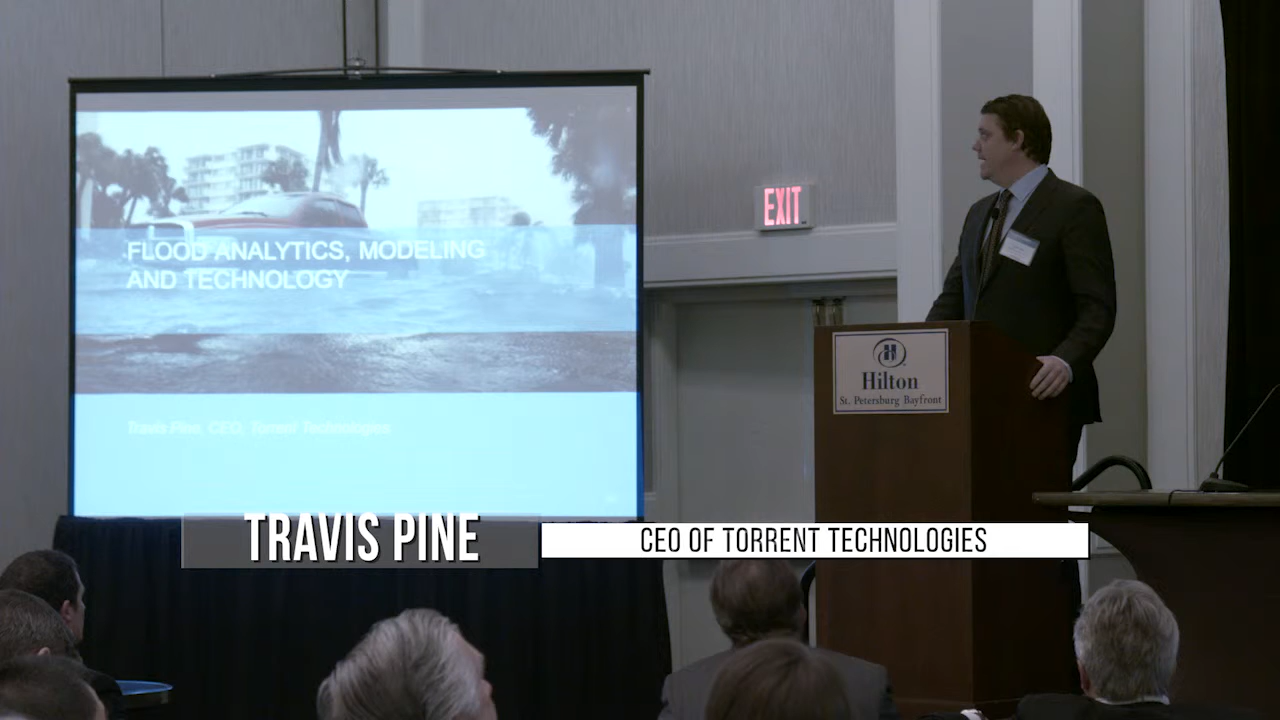 FLOOD ANALYTICS, MODELING
AND TECHNOLOGY
Travis Pine, CEO, Torrent Technologies
EXIT
H
Hilton
St. Petersburg Bayfront
TRAVIS PINE
CEO OF TORRENT TECHNOLOGIES